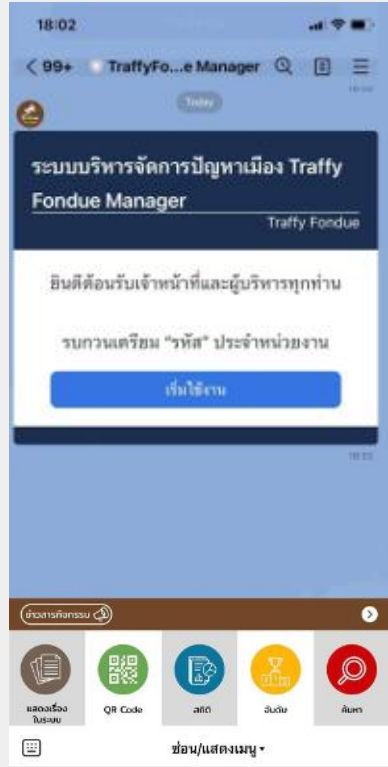 18:02
99+ TraffyFo...e Manager
Today
ระบบบริหารจัดการปัญหาเมือง Traffy
Fondue Manager
Traffy Fondue
ยินดีต้อนรับเจ้าหน้าที่และผู้บริหารทุกท่าน
รบกวนเตรียม "รหัส" ประจำหน่วยงาน
เริ่มใช้งาน
ข่าวสารกิจกรรม
แสดงเรื่อง
ในระบบ
QR Code
สถิติ
อันดับ
ค้นหา
ซ่อน/แสดงเมนู